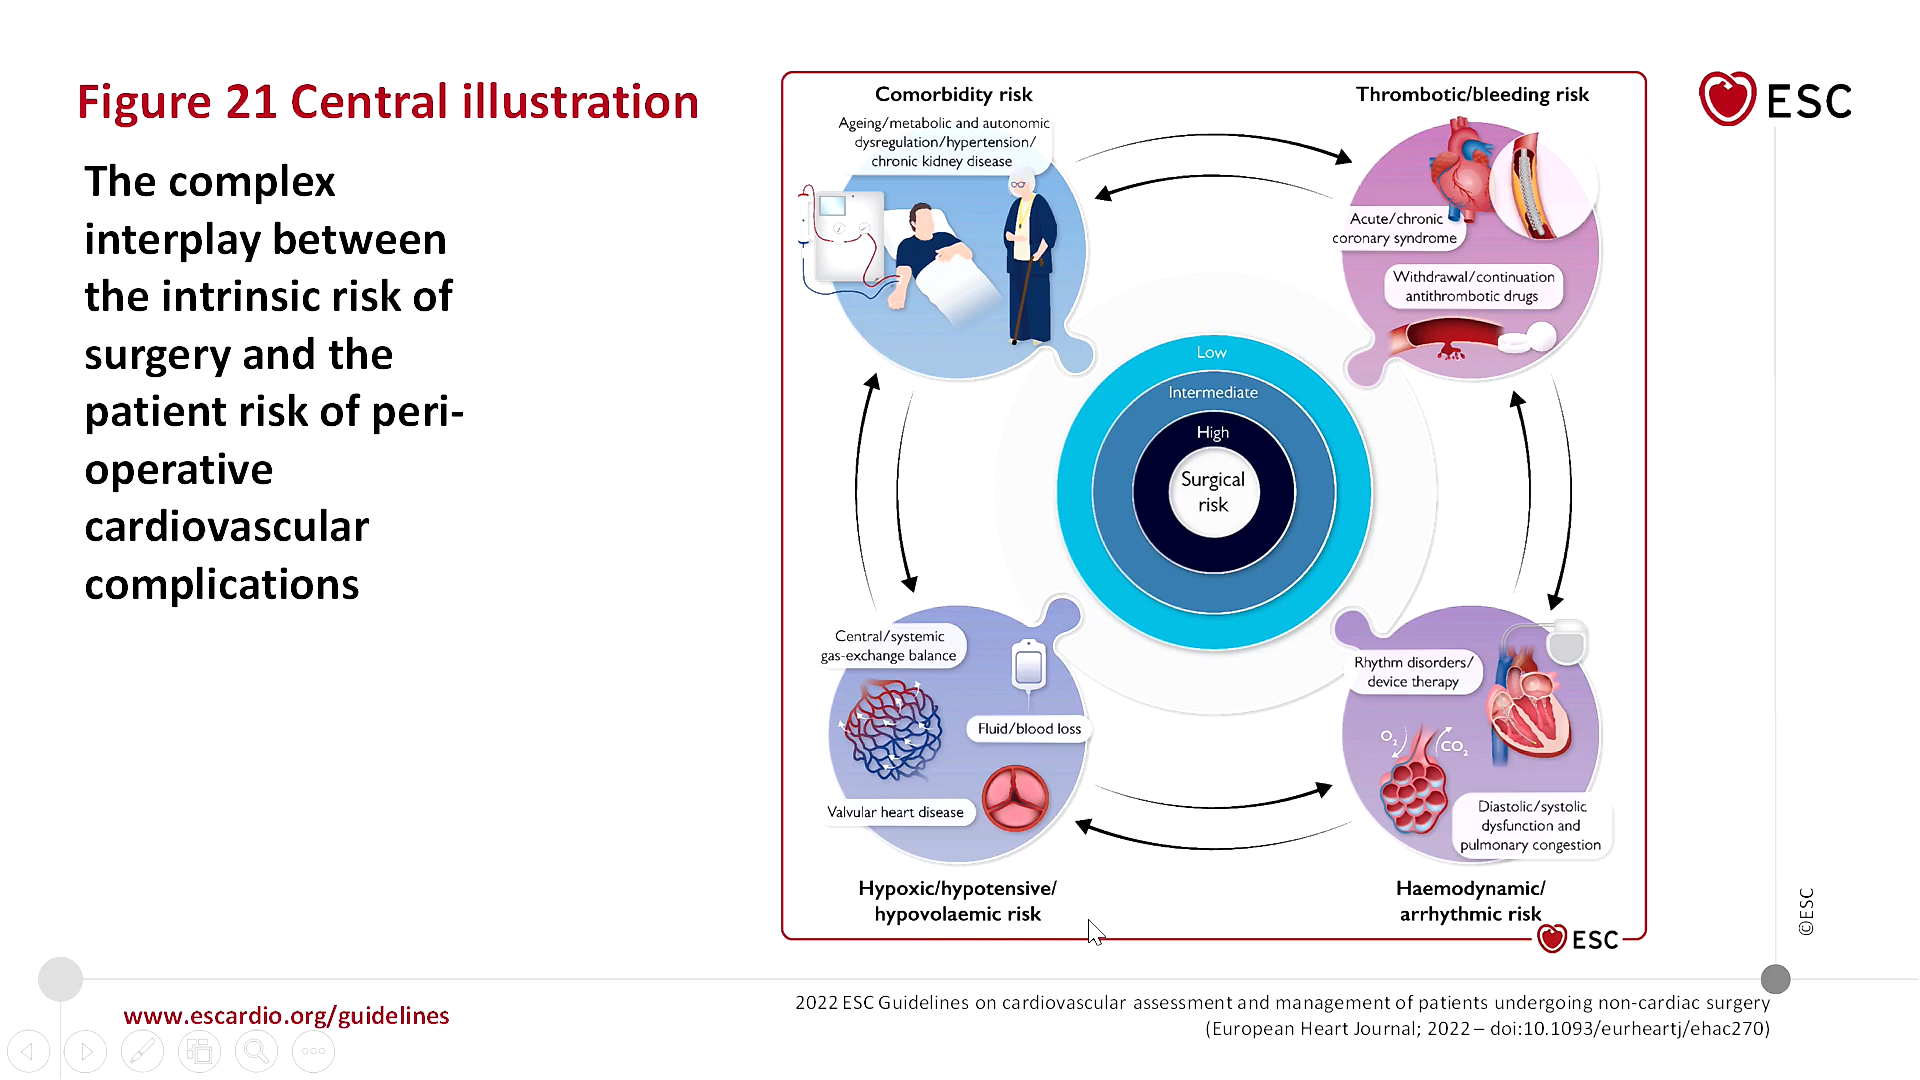 Figure 21 Central illustration
The complex
interplay between
the intrinsic risk of
surgery and the
patient risk of peri-
operative
cardiovascular
complications
Comorbidity risk
Ageing/metabolic and autonomic
dysregulation/hypertension/
chronic kidney disease
Thrombotic/bleeding risk
Acute/chronic
coronary syndrome
Withdrawal/continuation
antithrombotic drugs
Low
Intermediate
High
Surgical
risk
Central/systemic
gas-exchange balance
Fluid/blood loss
Valvular heart disease
Hypoxic/hypotensive/
hypovolaemic risk
Rhythm disorders/
device therapy
O₂
CO₂
Diastolic/systolic
dysfunction and
pulmonary congestion
Haemodynamic/
arrhythmic risk
ESC
ESC
©ESC
www.escardio.org/guidelines
2022 ESC Guidelines on cardiovascular assessment and management of patients undergoing non-cardiac surgery
(European Heart Journal; 2022 – doi:10.1093/eurheartj/ehac270)